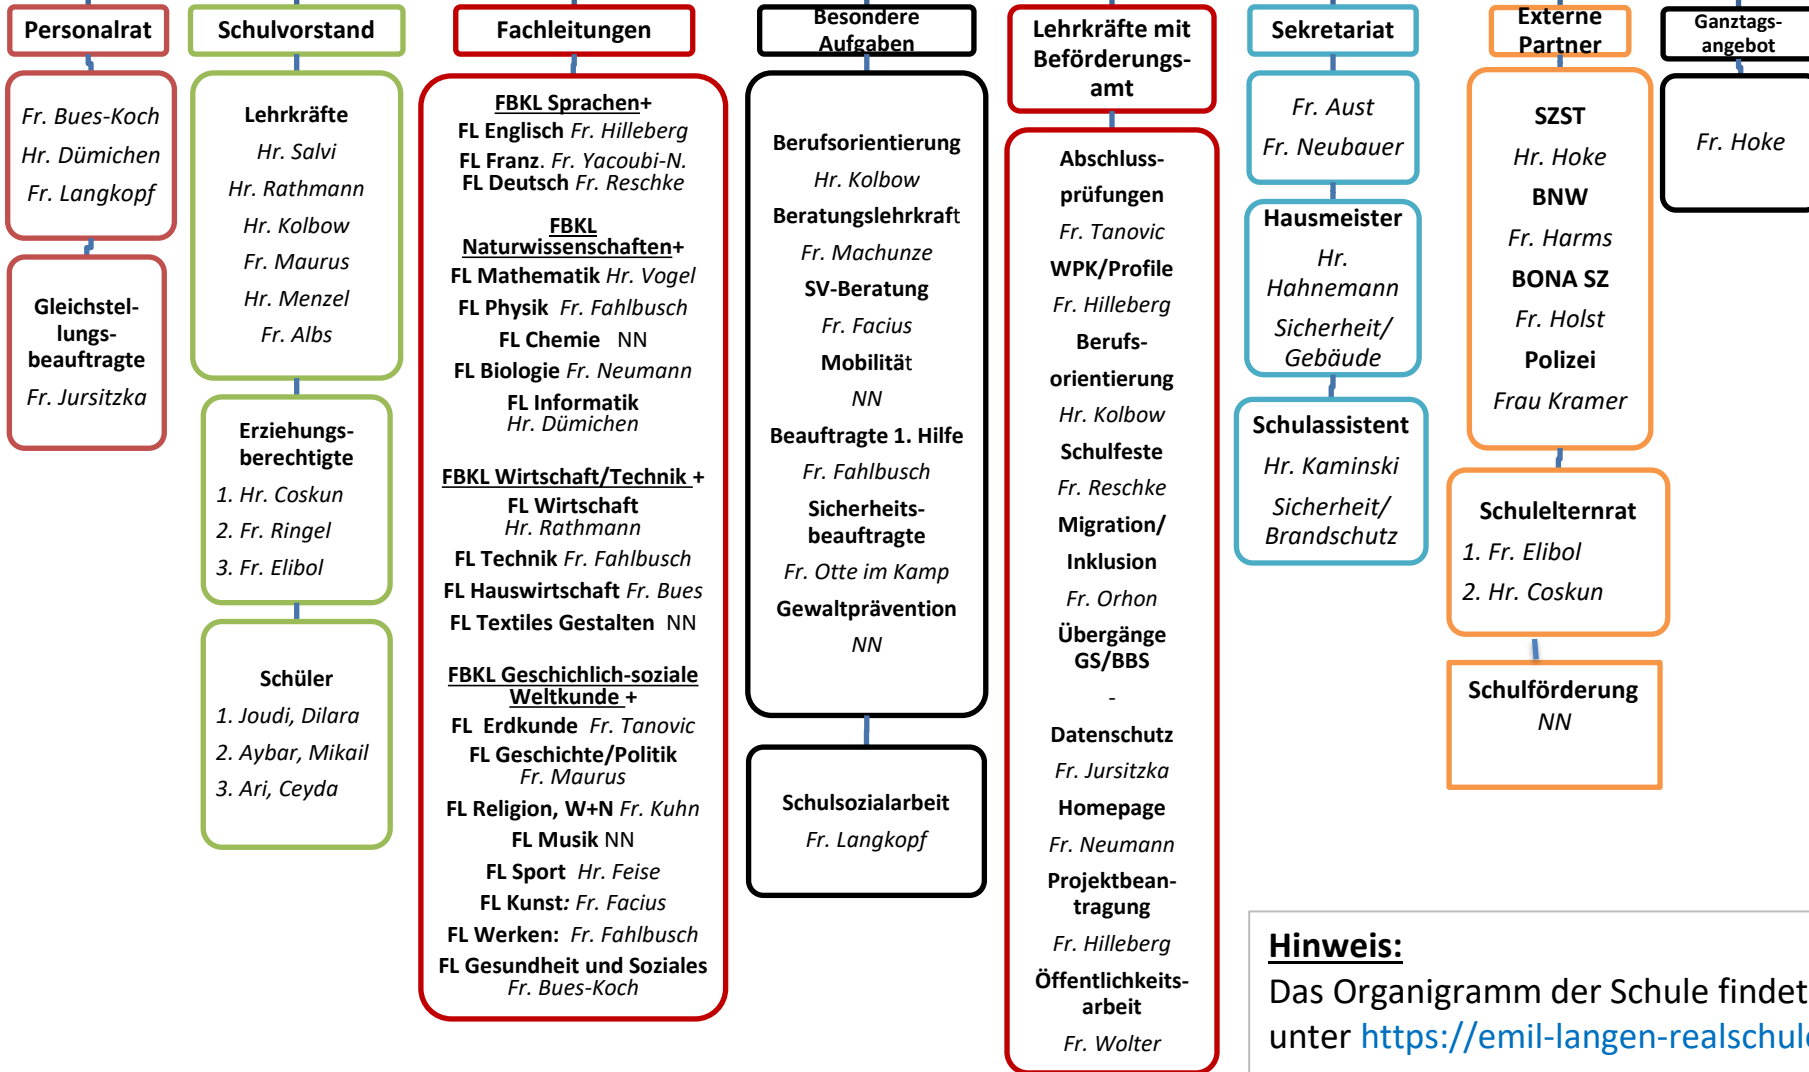 Personalrat
Fr. Bues-Koch
Hr. Dümichen
Fr. Langkopf
Gleichstel-
lungs-
beauftragte
Fr. Jursitzka
Schulvorstand
Lehrkräfte
Hr. Salvi
Hr. Rathmann
Hr. Kolbow
Fr. Maurus
Hr. Menzel
Fr. Albs
Erziehungs-
berechtigte
1. Hr. Coskun
2. Fr. Ringel
3. Fr. Elibol
Schüler
1. Joudi, Dilara
2. Aybar, Mikail
3. Ari, Ceyda
Fachleitungen
FBKL Sprachen+
FL Englisch Fr. Hilleberg
FL Franz. Fr. Yacoubi-N.
FL Deutsch Fr. Reschke
FBKL
Naturwissenschaften+
FL Mathematik Hr. Vogel
FL Physik Fr. Fahlbusch
FL Chemie NN
FL Biologie Fr. Neumann
FL Informatik
Hr. Dümichen
FBKL Wirtschaft/Technik +
FL Wirtschaft
Hr. Rathmann
FL Technik Fr. Fahlbusch
FL Hauswirtschaft Fr. Bues
FL Textiles Gestalten NN
FBKL Geschichlich-soziale
Weltkunde +
FL Erdkunde Fr. Tanovic
FL Geschichte/Politik
Fr. Maurus
FL Religion, W+N Fr. Kuhn
FL Musik NN
FL Sport Hr. Feise
FL Kunst: Fr. Facius
FL Werken: Fr. Fahlbusch
FL Gesundheit und Soziales
Fr. Bues-Koch
Besondere
Aufgaben
Berufsorientierung
Hr. Kolbow
Beratungslehrkraft
Fr. Machunze
SV-Beratung
Fr. Facius
Mobilität
NN
Beauftragte 1. Hilfe
Fr. Fahlbusch
Sicherheits-
beauftragte
Fr. Otte im Kamp
Gewaltprävention
NN
Schulsozialarbeit
Fr. Langkopf
Lehrkräfte mit
Beförderungs-
amt
Abschluss-
prüfungen
Fr. Tanovic
WPK/Profile
Fr. Hilleberg
Berufs-
orientierung
Hr. Kolbow
Schulfeste
Fr. Reschke
Migration/
Inklusion
Fr. Orhon
Übergänge
GS/BBS
-
Datenschutz
Fr. Jursitzka
Homepage
Fr. Neumann
Projektbean-
tragung
Fr. Hilleberg
Öffentlichkeits-
arbeit
Fr. Wolter
Sekretariat
Fr. Aust
Fr. Neubauer
Hausmeister
Hr.
Hahnemann
Sicherheit/
Gebäude
Schulassistent
Hr. Kaminski
Sicherheit/
Brandschutz
Externe
Partner
SZST
Hr. Hoke
BNW
Fr. Harms
BONA SZ
Fr. Holst
Polizei
Frau Kramer
Schulelternrat
1. Fr. Elibol
2. Hr. Coskun
Schulförderung
NN
Ganztags-
angebot
Fr. Hoke
Hinweis:
Das Organigramm der Schule findet
unter https://emil-langen-realschule